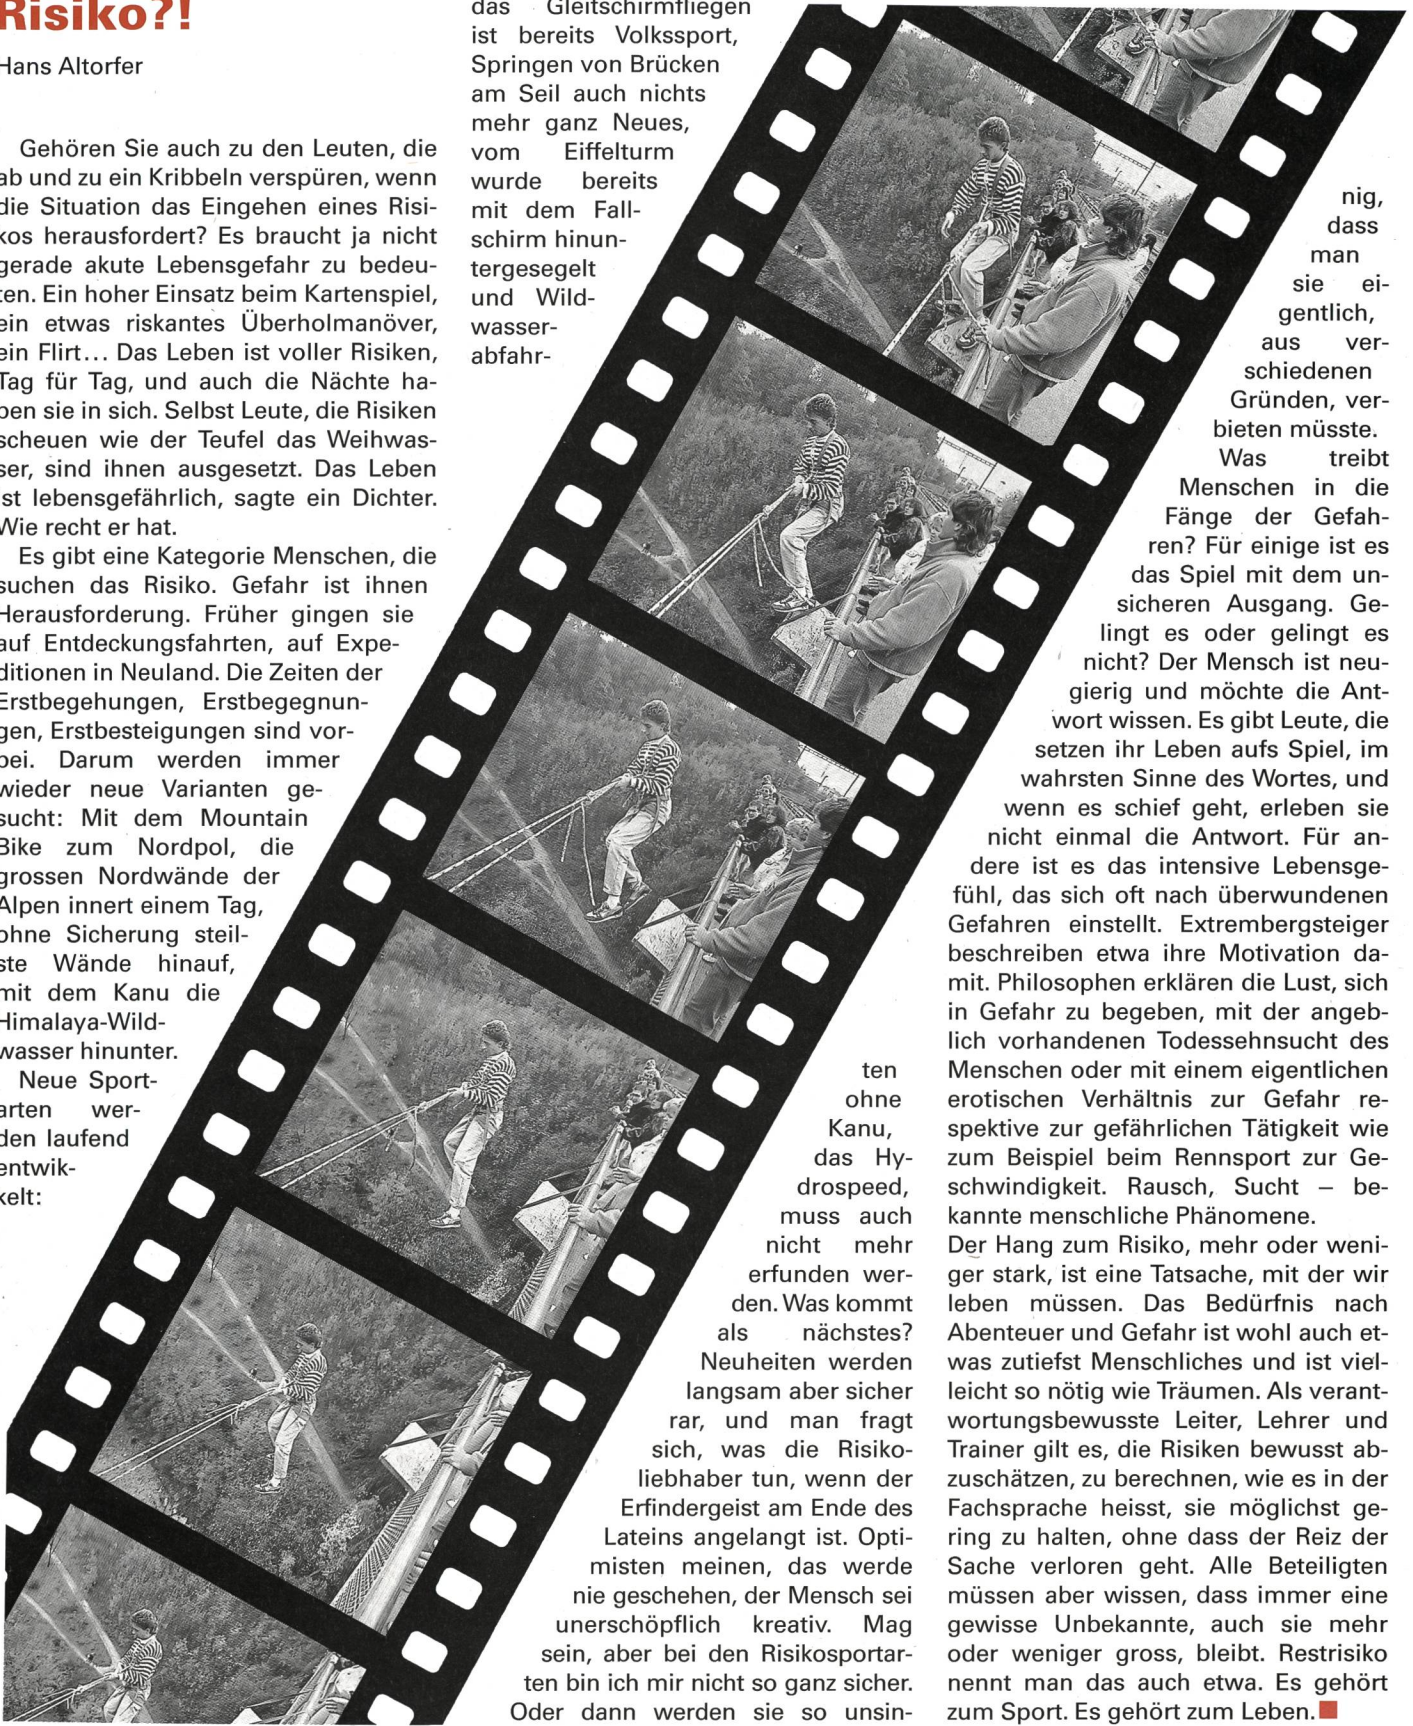 Risiko?!
Hans Altorfer
Gehören Sie auch zu den Leuten, die
ab und zu ein Kribbeln verspüren, wenn
die Situation das Eingehen eines Risi-
kos herausfordert? Es braucht ja nicht
gerade akute Lebensgefahr zu bedeu-
ten. Ein hoher Einsatz beim Kartenspiel,
ein etwas riskantes Überholmanöver,
ein Flirt... Das Leben ist voller Risiken,
Tag für Tag, und auch die Nächte ha-
ben sie in sich. Selbst Leute, die Risiken
scheuen wie der Teufel das Weihwas-
ser, sind ihnen ausgesetzt. Das Leben
ist lebensgefährlich, sagte ein Dichter.
Wie recht er hat.
Es gibt eine Kategorie Menschen, die
suchen das Risiko. Gefahr ist ihnen
Herausforderung. Früher gingen sie
auf Entdeckungsfahrten, auf Expe-
ditionen in Neuland. Die Zeiten der
Erstbegehungen, Erstbegegnun-
gen, Erstbesteigungen sind vor-
bei. Darum werden immer
wieder neue Varianten ge-
sucht: Mit dem Mountain
Bike zum Nordpol, die
grossen Nordwände der
Alpen innert einem Tag,
ohne Sicherung steil-
ste Wände hinauf,
mit dem Kanu die
Himalaya-Wild-
wasser hinunter.
Neue Sport-
arten wer-
den laufend
entwik-
kelt:
das Gleitschirmfliegen
ist bereits Volkssport,
Springen von Brücken
am Seil auch nichts
mehr ganz Neues,
vom Eiffelturm
wurde bereits
mit dem Fall-
schirm hinun-
tergesegelt
und Wild-
wasser-
abfahr-
ten
ohne
Kanu,
das Hy-
drospeed,
muss auch
nicht mehr
erfunden wer-
den. Was kommt
als nächstes?
Neuheiten werden
langsam aber sicher
rar, und man fragt
sich, was die Risiko-
liebhaber tun, wenn der
Erfindergeist am Ende des
Lateins angelangt ist. Opti-
misten meinen, das werde
nie geschehen, der Mensch sei
unerschöpflich kreativ. Mag
sein, aber bei den Risikosportar-
ten bin ich mir nicht so ganz sicher.
Oder dann werden sie so unsin-
nig,
dass
man
sie ei-
gentlich,
aus ver-
schiedenen
Gründen, ver-
bieten müsste.
Was treibt
Menschen in die
Fänge der Gefah-
ren? Für einige ist es
das Spiel mit dem un-
sicheren Ausgang. Ge-
lingt es oder gelingt es
nicht? Der Mensch ist neu-
gierig und möchte die Ant-
wort wissen. Es gibt Leute, die
setzen ihr Leben aufs Spiel, im
wahrsten Sinne des Wortes, und
wenn es schief geht, erleben sie
nicht einmal die Antwort. Für an-
dere ist es das intensive Lebensge-
fühl, das sich oft nach überwundenen
Gefahren einstellt. Extrembergsteiger
beschreiben etwa ihre Motivation da-
mit. Philosophen erklären die Lust, sich
in Gefahr zu begeben, mit der angeb-
lich vorhandenen Todessehnsucht des
Menschen oder mit einem eigentlichen
erotischen Verhältnis zur Gefahr re-
spektive zur gefährlichen Tätigkeit wie
zum Beispiel beim Rennsport zur Ge-
schwindigkeit. Rausch, Sucht – be-
kannte menschliche Phänomene.
Der Hang zum Risiko, mehr oder weni-
ger stark, ist eine Tatsache, mit der wir
leben müssen. Das Bedürfnis nach
Abenteuer und Gefahr ist wohl auch et-
was zutiefst Menschliches und ist viel-
leicht so nötig wie Träumen. Als verant-
wortungsbewusste Leiter, Lehrer und
Trainer gilt es, die Risiken bewusst ab-
zuschätzen, zu berechnen, wie es in der
Fachsprache heisst, sie möglichst ge-
ring zu halten, ohne dass der Reiz der
Sache verloren geht. Alle Beteiligten
müssen aber wissen, dass immer eine
gewisse Unbekannte, auch sie mehr
oder weniger gross, bleibt. Restrisiko
nennt man das auch etwa. Es gehört
zum Sport. Es gehört zum Leben.